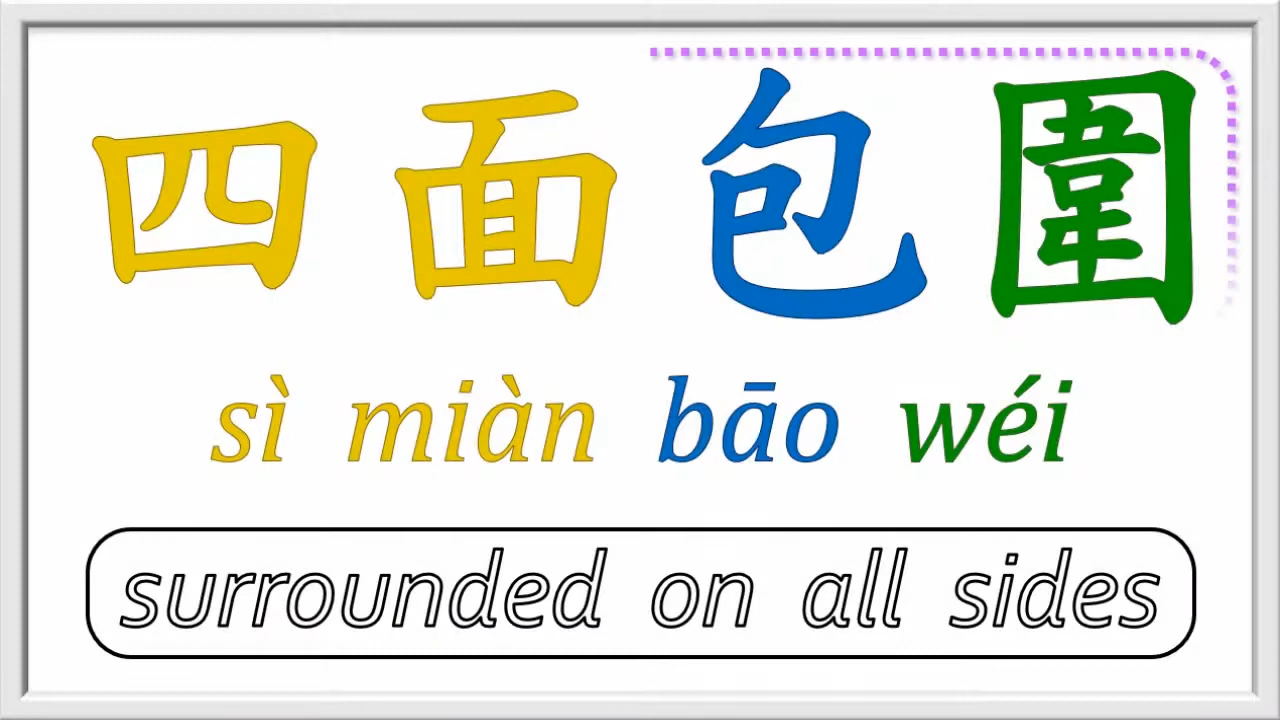 四面包圍
sì miàn bāo wéi
surrounded on all sides